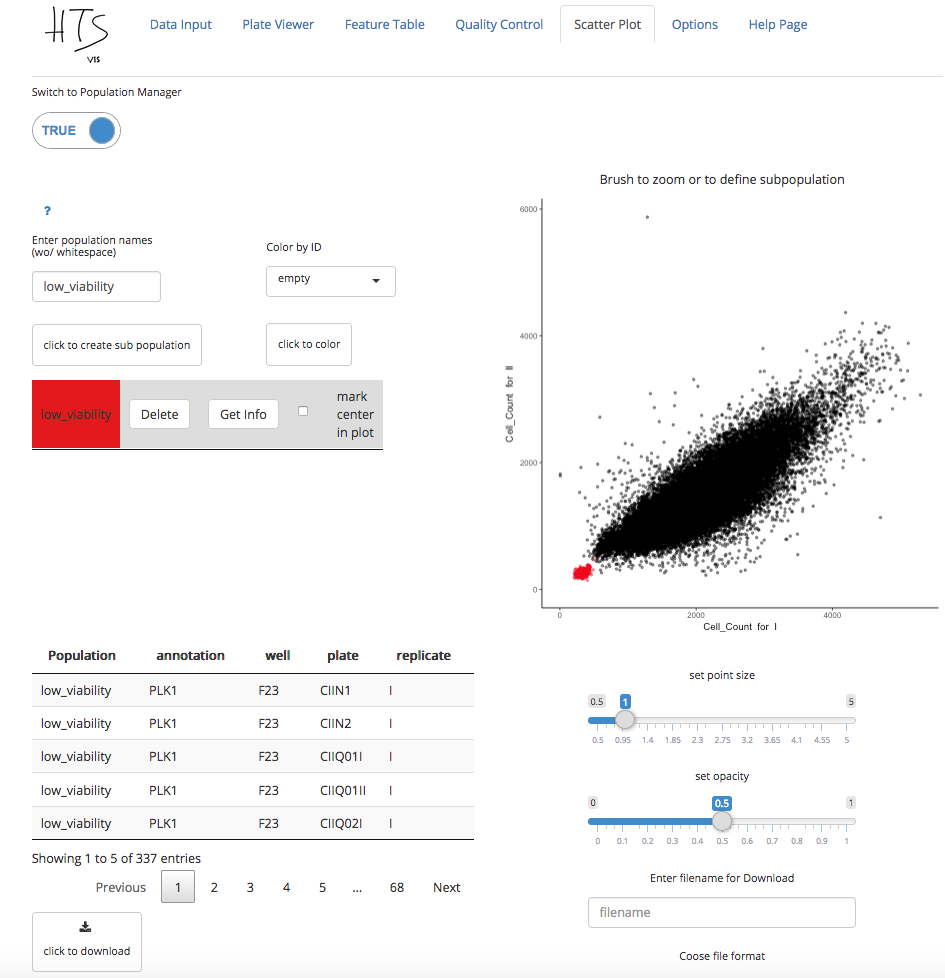 HTS
VIS
Data Input Plate Viewer Feature Table Quality Control Scatter Plot Options Help Page
Switch to Population Manager
TRUE
Brush to zoom or to define subpopulation
?
Enter population names
(wo/ whitespace)
low_viability
Color by ID
empty
click to create sub population
click to color
low_viability Delete Get Info mark
center
in plot
6000
4000
2000
0
Cell_Count for II
0 2000 4000
Cell_Count for I
Population annotation well plate replicate
low_viability PLK1 F23 CIIN1 I
low_viability PLK1 F23 CIIN2 I
low_viability PLK1 F23 CIIQ01I I
low_viability PLK1 F23 CIIQ01II I
low_viability PLK1 F23 CIIQ02I I
Showing 1 to 5 of 337 entries
Previous 1 2 3 4 5 ... 68 Next
click to download
set point size
0.5 1 5
0.5 0.95 1.4 1.85 2.3 2.75 3.2 3.65 4.1 4.55 5
set opacity
0 0.5 1
0 0.1 0.2 0.3 0.4 0.5 0.6 0.7 0.8 0.9 1
Enter filename for Download
filename
Coose file format